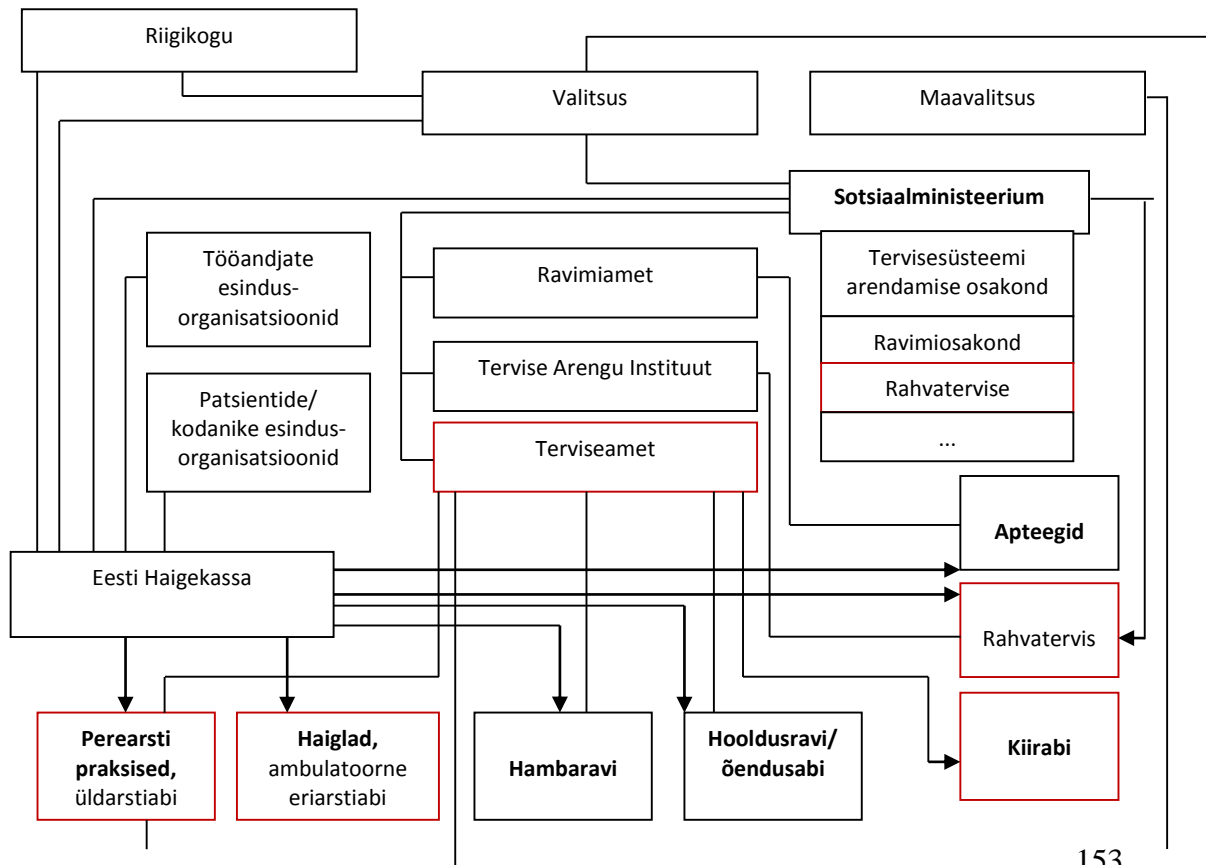 Riigikogu
Valitsus
Maavalitsus
Sotsiaalministeerium
Tervisesüsteemi
arendamise osakond
Ravimiosakond
Rahvatervise
...
Tööandjate
esindus-
organisatsioonid
Ravimiamet
Tervise Arengu Instituut
Patsientide/
kodanike esindus-
organisatsioonid
Terviseamet
Apteegid
Eesti Haigekassa
Rahvatervis
Perearsti
praksised,
üldarstiabi
Haiglad,
ambulatoorne
eriarstiabi
Hambaravi
Hooldusravi/
õendusabi
Kiirabi
153